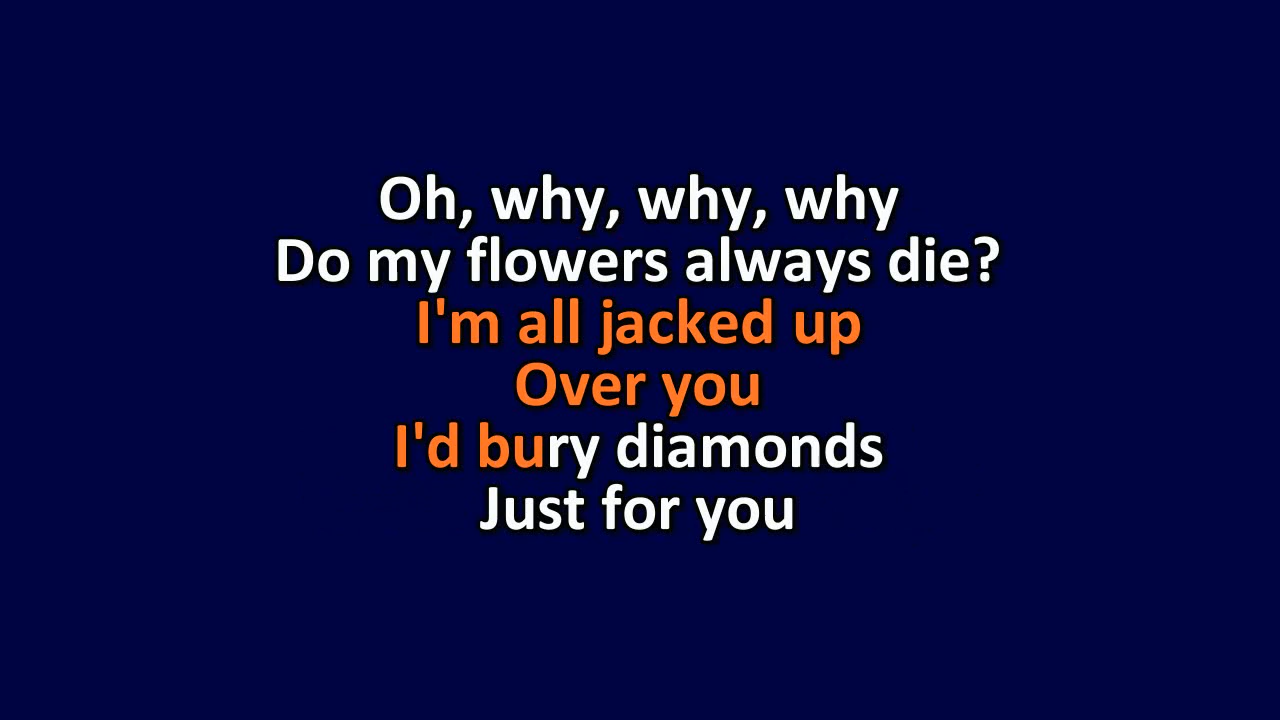 Oh, why, why, why
Do my flowers always die?
I'm all jacked up
Over you
I'd bury diamonds
Just for you